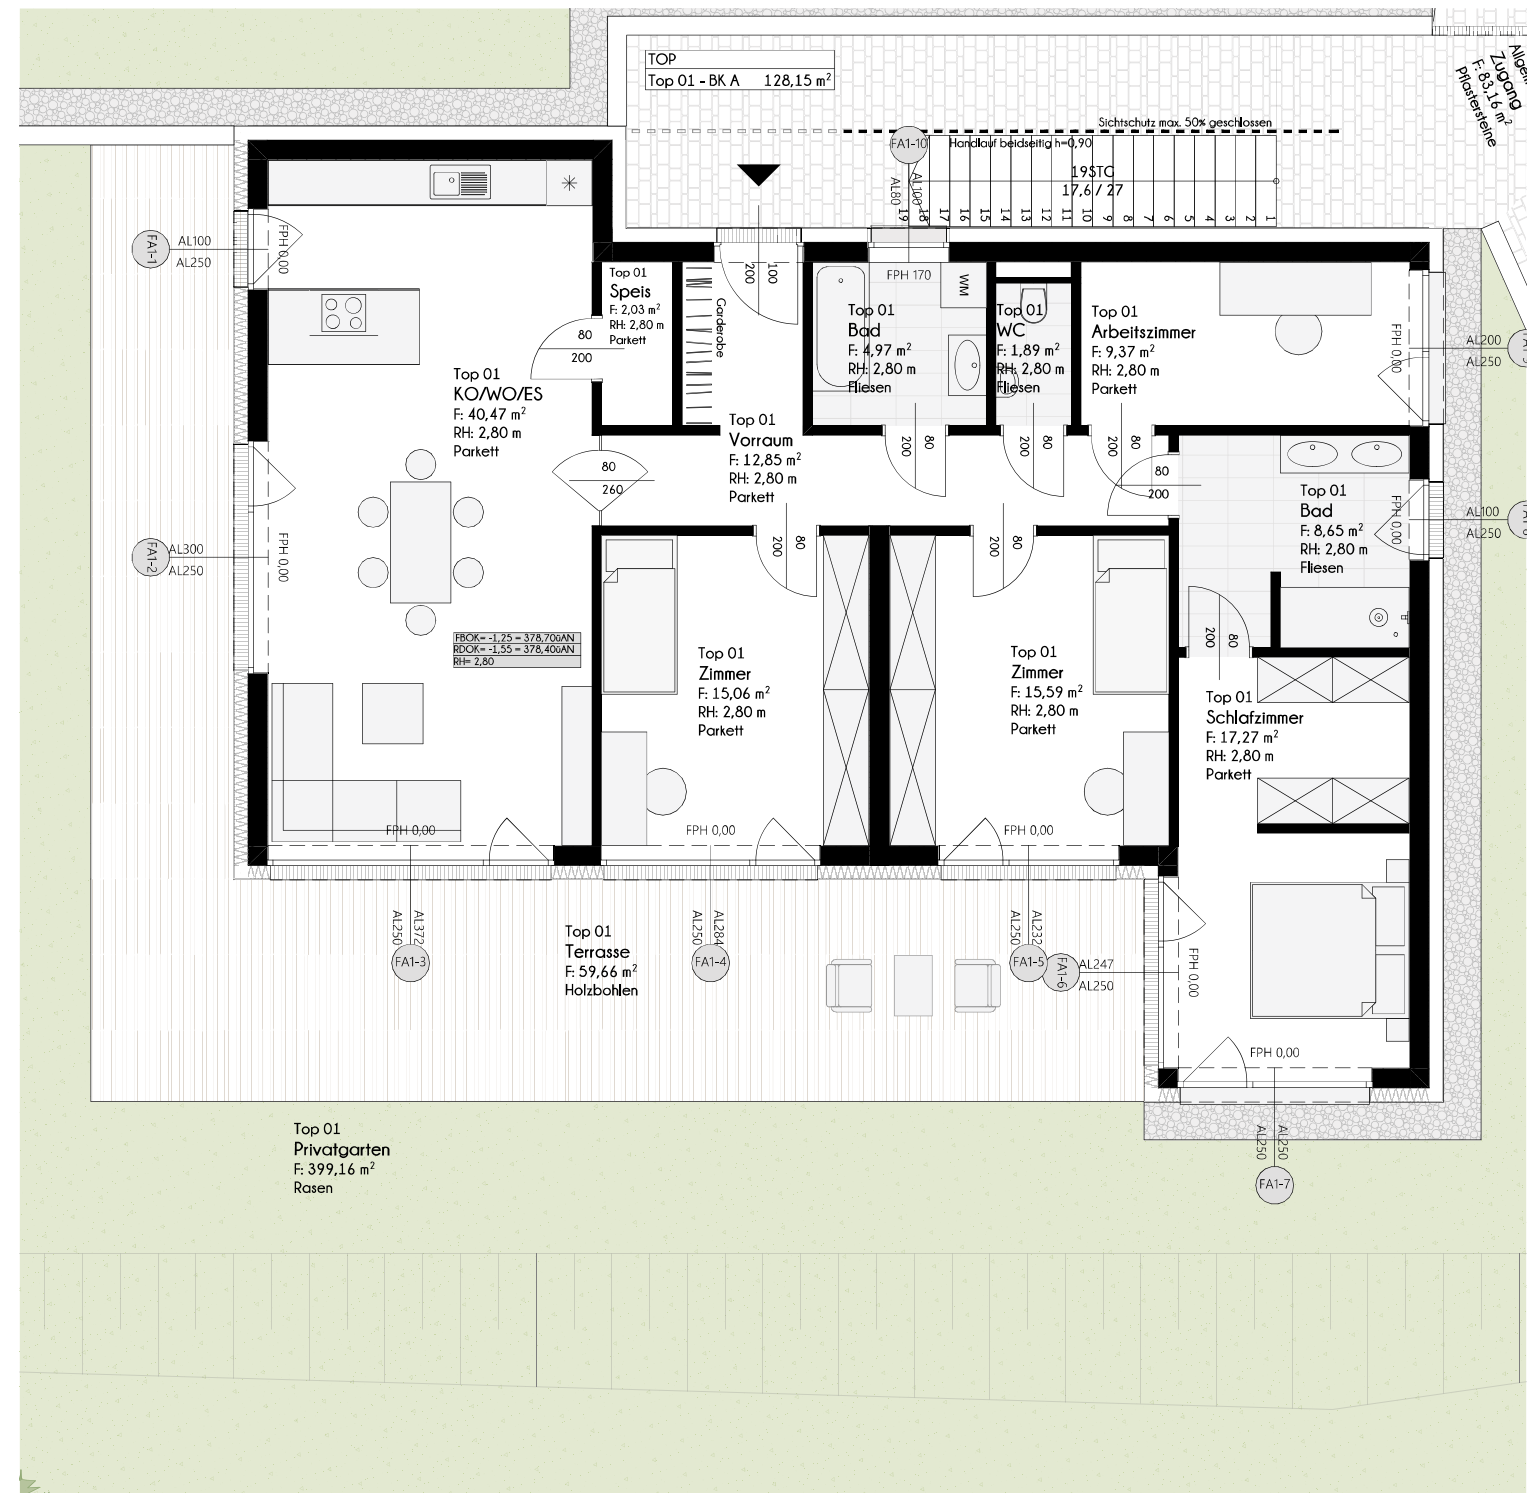 TOP
Top 01 - BK A 128,15 m²
Zugang
F: 83,16 m²
Pflastersteine
Sichtschutz max. 50% geschlossen
Handlauf beidseitig h=0,90
19STG
17,6 / 27
19 18 17 16 15 14 13 12 11 10 9 8 7 6 5 4 3 2 1
FA1-10
AL80
AL100
FA1-1
AL100
AL250
FPH 0,00
200
100
Garderobe
Top 01
Speis
F: 2,03 m²
RH: 2,80 m
Parkett
80
200
FPH 170
WM
Top 01
Bad
F: 4,97 m²
RH: 2,80 m
Fliesen
Top 01
WC
F: 1,89 m²
RH: 2,80 m
Fliesen
Top 01
Arbeitszimmer
F: 9,37 m²
RH: 2,80 m
Parkett
FPH 0,00
AL200
AL250
Top 01
KO/WO/ES
F: 40,47 m²
RH: 2,80 m
Parkett
Top 01
Vorraum
F: 12,85 m²
RH: 2,80 m
Parkett
80
260
200
80
200
80
200
80
80
200
Top 01
Bad
F: 8,65 m²
RH: 2,80 m
Fliesen
FPH 0,00
AL100
AL250
FA1-2
AL300
AL250
FPH 0,00
200
80
200
80
200
80
FBOK= -1,25 = 378,70üAN
RDOK= -1,55 = 378,40üAN
RH= 2,80
Top 01
Zimmer
F: 15,06 m²
RH: 2,80 m
Parkett
Top 01
Zimmer
F: 15,59 m²
RH: 2,80 m
Parkett
Top 01
Schlafzimmer
F: 17,27 m²
RH: 2,80 m
Parkett
FPH 0,00
FPH 0,00
FPH 0,00
AL250
AL372
FA1-3
AL250
AL284
FA1-4
AL250
AL232
FA1-5
FA1-6
AL247
AL250
FPH 0,00
Top 01
Terrasse
F: 59,66 m²
Holzbohlen
FPH 0,00
AL250
AL250
FA1-7
Top 01
Privatgarten
F: 399,16 m²
Rasen